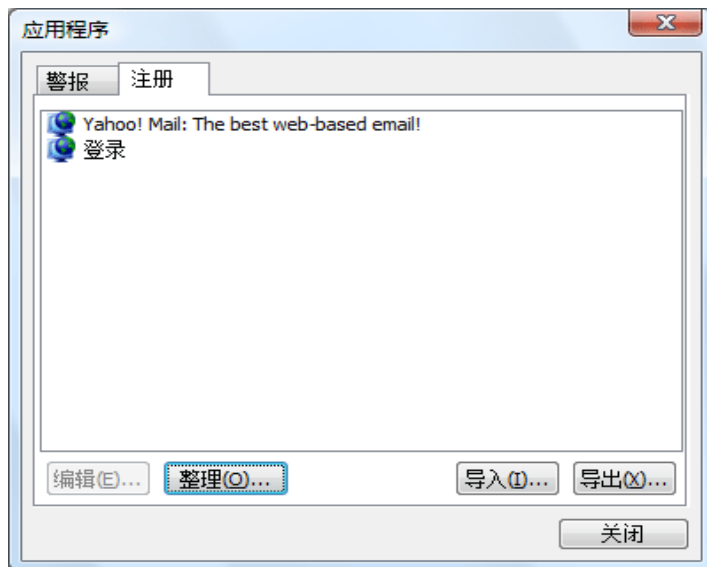 应用程序
警报 注册
Yahoo! Mail: The best web-based email!
登录
编辑(E)... 整理(O)... 导入(I)... 导出(X)...
关闭